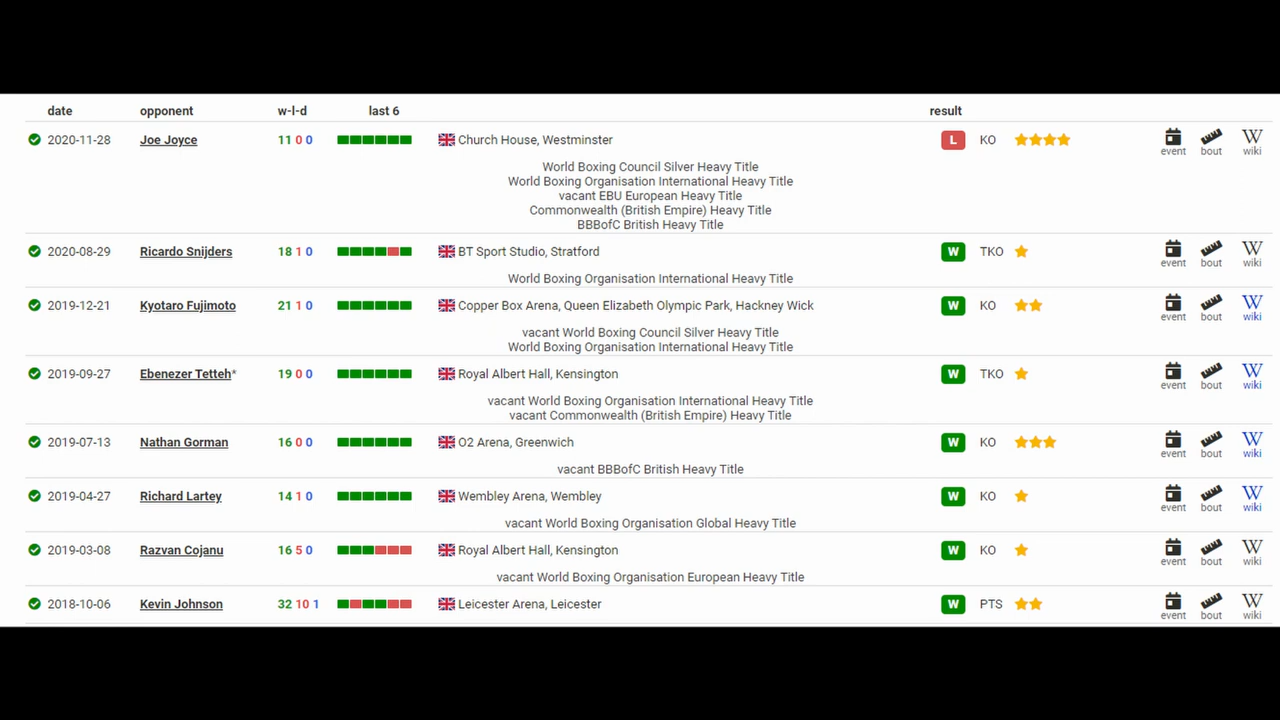 date opponent w-l-d last 6 result
2020-11-28 Joe Joyce 11 0 0 Church House, Westminster L KO event bout wiki
World Boxing Council Silver Heavy Title
World Boxing Organisation International Heavy Title
vacant EBU European Heavy Title
Commonwealth (British Empire) Heavy Title
BBBofC British Heavy Title
2020-08-29 Ricardo Snijders 18 1 0 BT Sport Studio, Stratford W TKO event bout wiki
World Boxing Organisation International Heavy Title
2019-12-21 Kyotaro Fujimoto 21 1 0 Copper Box Arena, Queen Elizabeth Olympic Park, Hackney Wick W KO event bout wiki
vacant World Boxing Council Silver Heavy Title
World Boxing Organisation International Heavy Title
2019-09-27 Ebenezer Tetteh* 19 0 0 Royal Albert Hall, Kensington W TKO event bout wiki
vacant World Boxing Organisation International Heavy Title
vacant Commonwealth (British Empire) Heavy Title
2019-07-13 Nathan Gorman 16 0 0 O2 Arena, Greenwich W KO event bout wiki
vacant BBBofC British Heavy Title
2019-04-27 Richard Lartey 14 1 0 Wembley Arena, Wembley W KO event bout wiki
vacant World Boxing Organisation Global Heavy Title
2019-03-08 Razvan Cojanu 16 5 0 Royal Albert Hall, Kensington W KO event bout wiki
vacant World Boxing Organisation European Heavy Title
2018-10-06 Kevin Johnson 32 10 1 Leicester Arena, Leicester W PTS event bout wiki